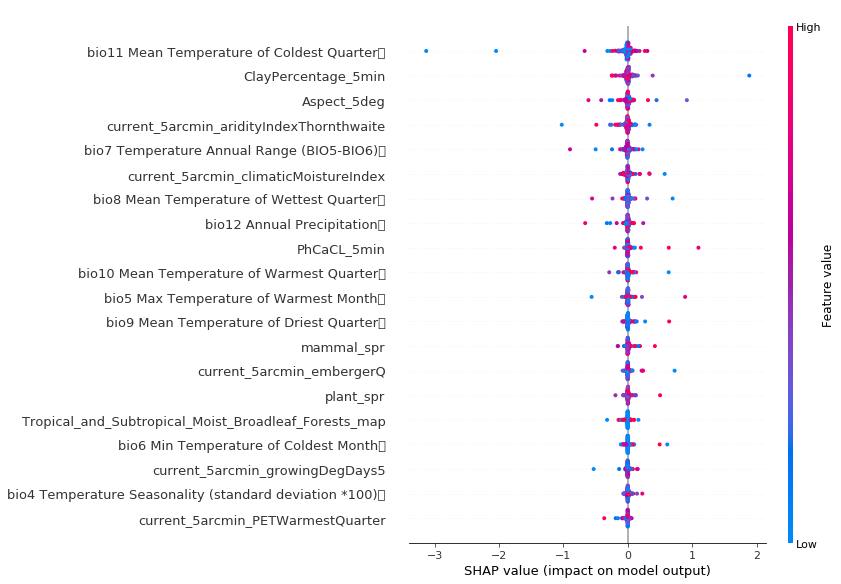 High
bio11 Mean Temperature of Coldest Quarter
ClayPercentage_5min
Aspect_5deg
current_5arcmin_aridityIndexThornthwaite
bio7 Temperature Annual Range (BIO5-BIO6)
current_5arcmin_climaticMoistureIndex
bio8 Mean Temperature of Wettest Quarter
bio12 Annual Precipitation
PhCaCL_5min
bio10 Mean Temperature of Warmest Quarter
bio5 Max Temperature of Warmest Month
bio9 Mean Temperature of Driest Quarter
mammal_spr
current_5arcmin_embergerQ
plant_spr
Tropical_and_Subtropical_Moist_Broadleaf_Forests_map
bio6 Min Temperature of Coldest Month
current_5arcmin_growingDegDays5
bio4 Temperature Seasonality (standard deviation *100)
current_5arcmin_PETWarmestQuarter
Feature value
Low
−3 −2 −1 0 1 2
SHAP value (impact on model output)